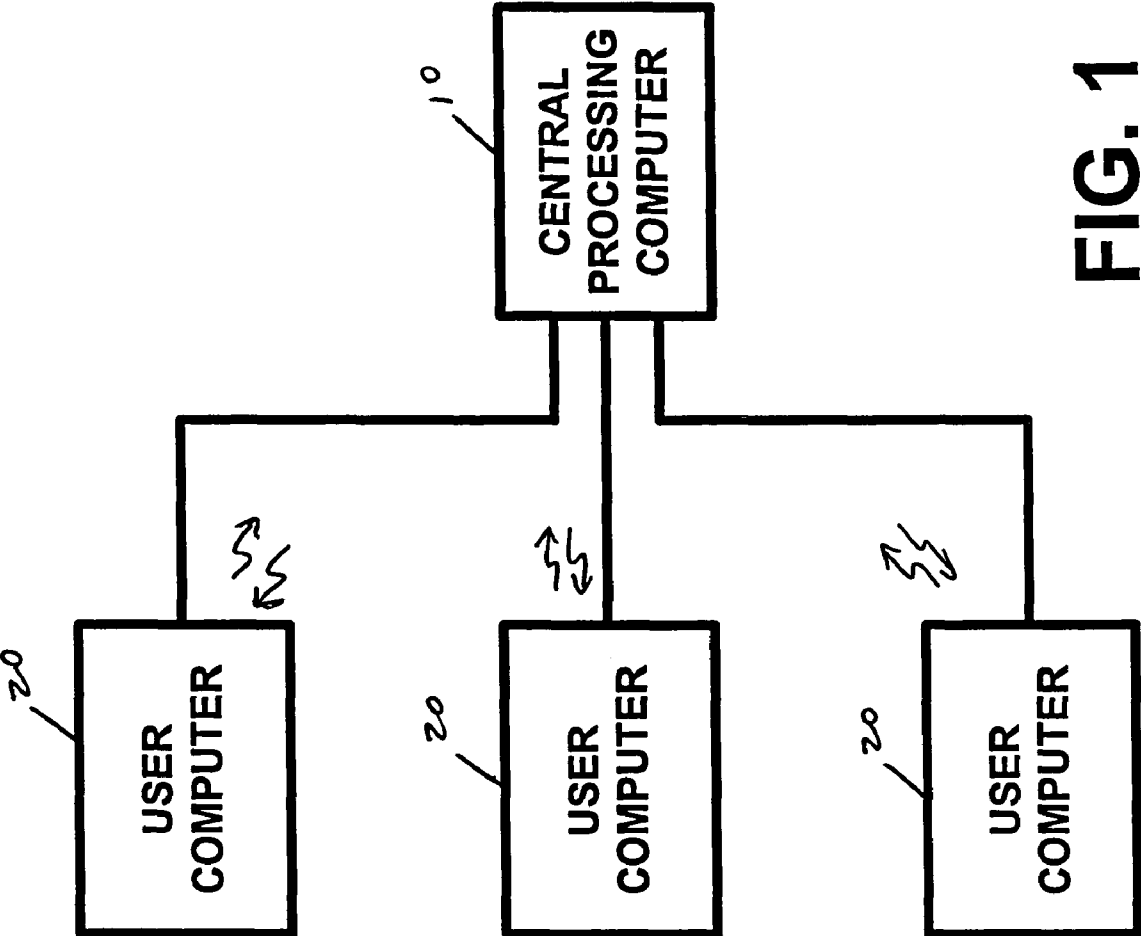 10
CENTRAL
PROCESSING
COMPUTER
20
USER
COMPUTER
20
USER
COMPUTER
20
USER
COMPUTER
FIG. 1